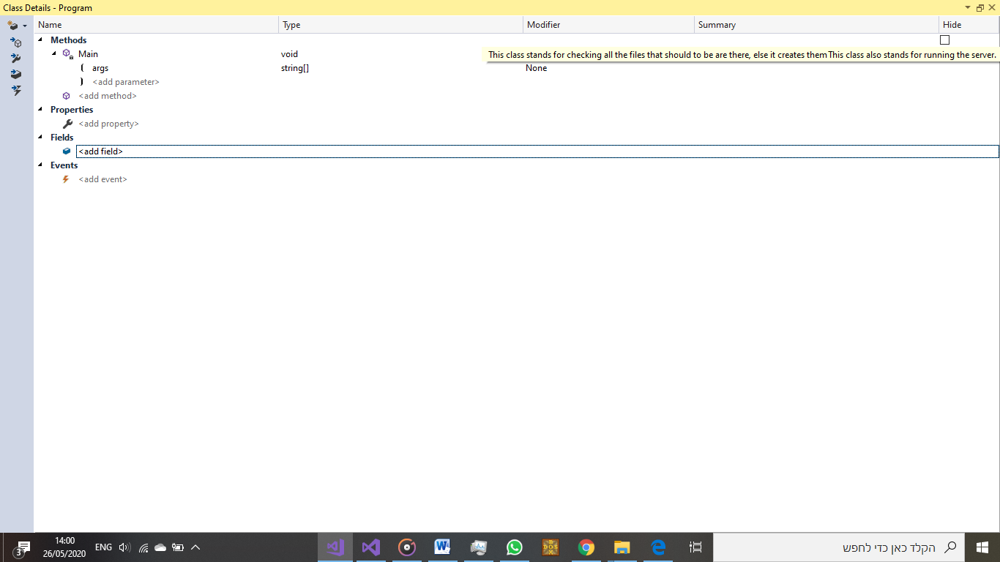 Class Details - Program
Name Type Modifier Summary Hide
Methods
Main void
This class stands for checking all the files that should to be are there, else it creates themThis class also stands for running the server.
args string[] None
<add parameter>
<add method>
Properties
<add property>
Fields
<add field>
Events
<add event>
3
14:00
26/05/2020
ENG
B
DOS
X
הקלד כאן כדי לחפש